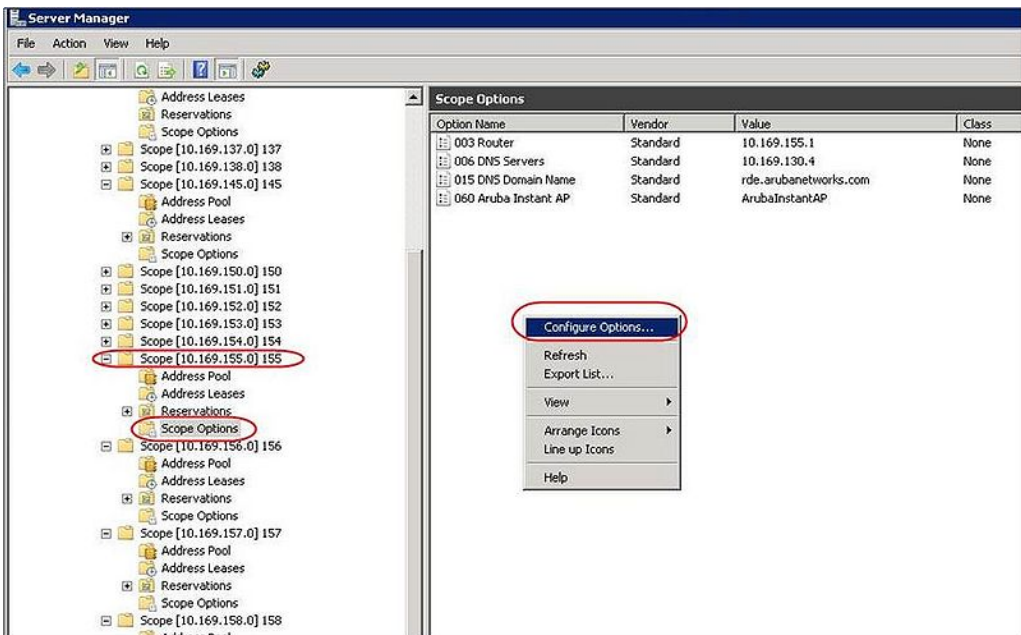 Server Manager
File Action View Help
Address Leases
Reservations
Scope Options
Scope [10.169.137.0] 137
Scope [10.169.138.0] 138
Scope [10.169.145.0] 145
Address Pool
Address Leases
Reservations
Scope Options
Scope [10.169.150.0] 150
Scope [10.169.151.0] 151
Scope [10.169.152.0] 152
Scope [10.169.153.0] 153
Scope [10.169.154.0] 154
Scope [10.169.155.0] 155
Address Pool
Address Leases
Reservations
Scope Options
Scope [10.169.156.0] 156
Address Pool
Address Leases
Reservations
Scope Options
Scope [10.169.157.0] 157
Address Pool
Address Leases
Reservations
Scope Options
Scope [10.169.158.0] 158
Scope Options
Option Name Vendor Value Class
003 Router Standard 10.169.155.1 None
006 DNS Servers Standard 10.169.130.4 None
015 DNS Domain Name Standard rde.arubanetworks.com None
060 Aruba Instant AP Standard ArubaInstantAP None
Configure Options...
Refresh
Export List...
View
Arrange Icons
Line up Icons
Help